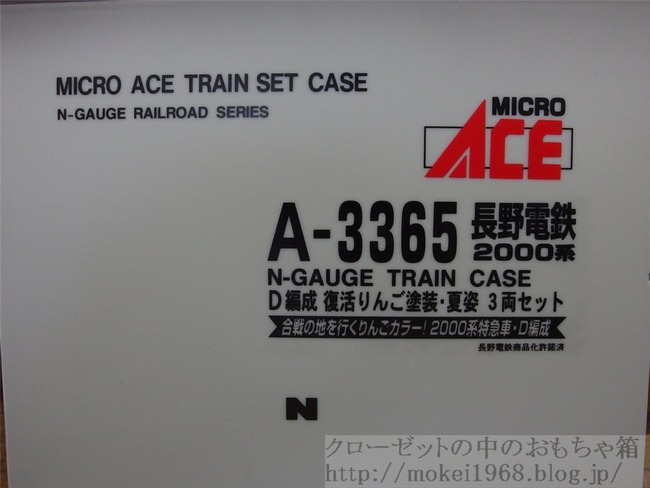 MICRO ACE TRAIN SET CASE
N-GAUGE RAILROAD SERIES
MICRO
ACE
A-3365 長野電鉄
2000系
N-GAUGE TRAIN CASE
D編成 復活りんご塗装・夏姿 3両セット
合戦の地を行くりんごカラー!2000系特急車・D編成
長野電鉄商品化許諾済
N
クローゼットの中のおもちゃ箱
http://mokei1968.blog.jp/